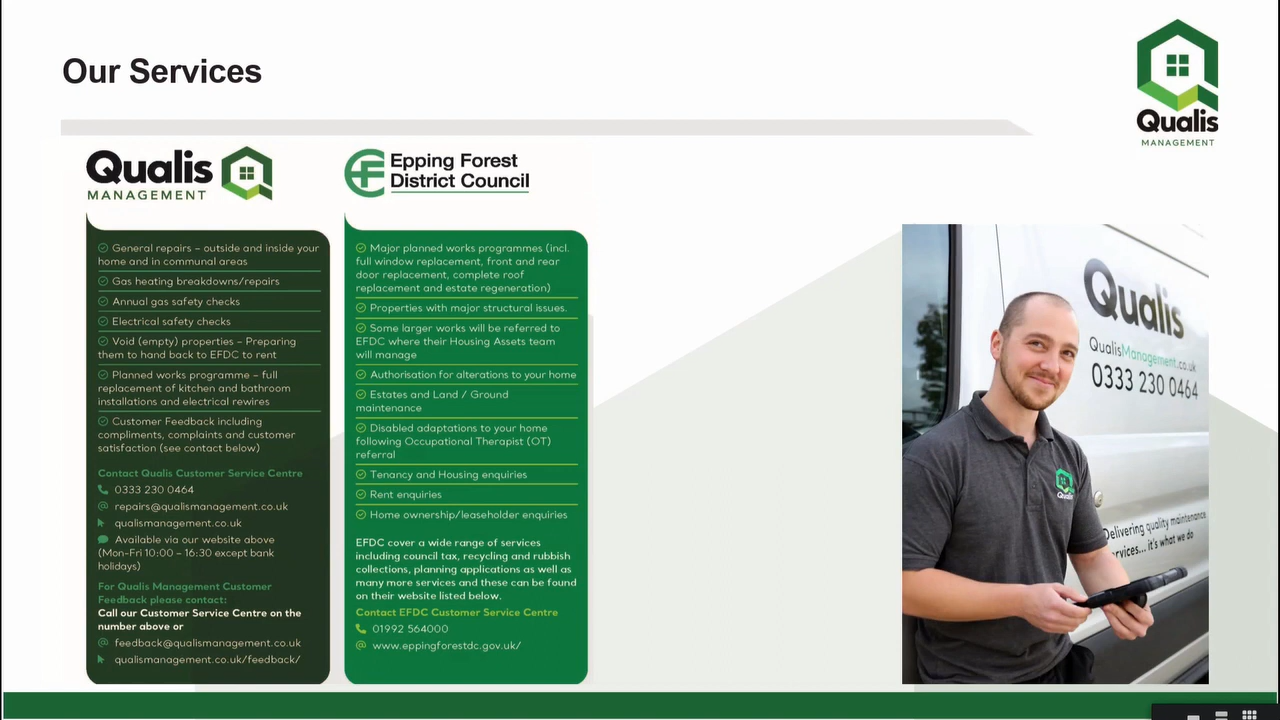 Our Services
Qualis
MANAGEMENT
Qualis
MANAGEMENT
General repairs – outside and inside your
home and in communal areas
Gas heating breakdowns/repairs
Annual gas safety checks
Electrical safety checks
Void (empty) properties – Preparing
them to hand back to EFDC to rent
Planned works programme – full
replacement of kitchen and bathroom
installations and electrical rewires
Customer Feedback including
compliments, complaints and customer
satisfaction (see contact below)
Contact Qualis Customer Service Centre
0333 230 0464
repairs@qualismanagement.co.uk
qualismanagement.co.uk
Available via our website above
(Mon-Fri 10:00 – 16:30 except bank
holidays)
For Qualis Management Customer
Feedback please contact:
Call our Customer Service Centre on the
number above or
feedback@qualismanagement.co.uk
qualismanagement.co.uk/feedback/
Epping Forest
District Council
Major planned works programmes (incl.
full window replacement, front and rear
door replacement, complete roof
replacement and estate regeneration)
Properties with major structural issues.
Some larger works will be referred to
EFDC where their Housing Assets team
will manage
Authorisation for alterations to your home
Estates and Land / Ground
maintenance
Disabled adaptations to your home
following Occupational Therapist (OT)
referral
Tenancy and Housing enquiries
Rent enquiries
Home ownership/leaseholder enquiries
EFDC cover a wide range of services
including council tax, recycling and rubbish
collections, planning applications as well as
many more services and these can be found
on their website listed below.
Contact EFDC Customer Service Centre
01992 564000
www.eppingforestdc.gov.uk/
Qualis
QualisManagement.co.uk
0333 230 0464
Qualis
Delivering quality maintenance
services... it's what we do